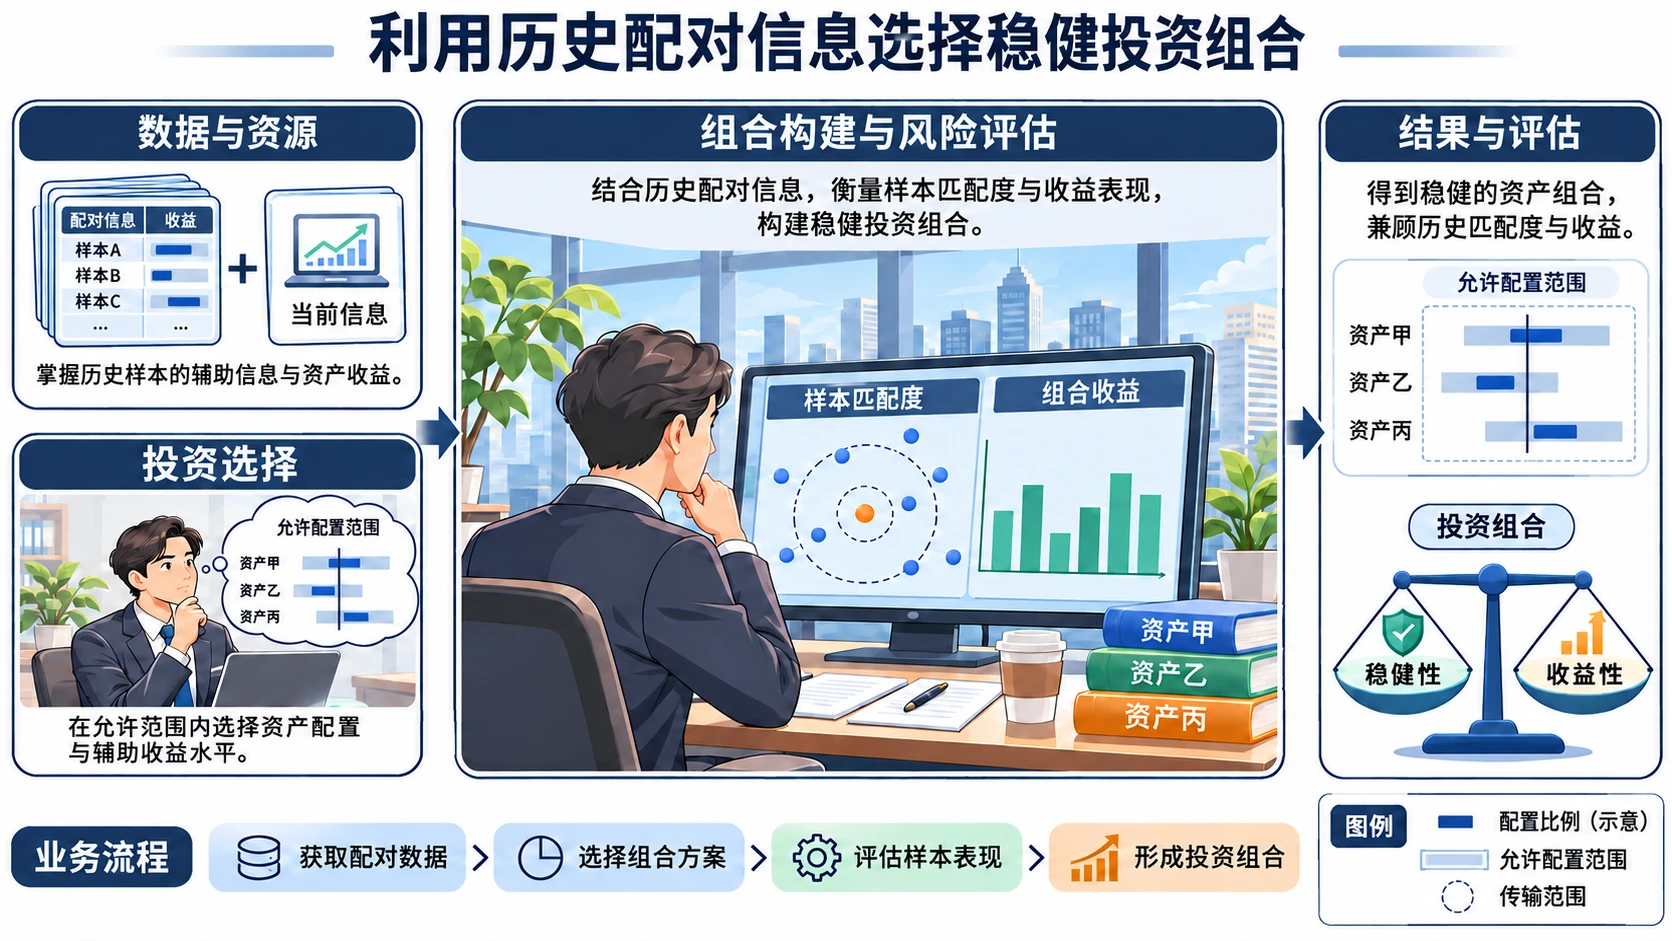 利用历史配对信息选择稳健投资组合
数据与资源
配对信息 收益
样本A
样本B
样本C
... ...
+
当前信息
掌握历史样本的辅助信息与资产收益。
投资选择
允许配置范围
资产甲
资产乙
资产丙
在允许范围内选择资产配置
与辅助收益水平。
组合构建与风险评估
结合历史配对信息，衡量样本匹配度与收益表现，
构建稳健投资组合。
样本匹配度
组合收益
资产甲
资产乙
资产丙
结果与评估
得到稳健的资产组合，
兼顾历史匹配度与收益。
允许配置范围
资产甲
资产乙
资产丙
投资组合
稳健性
收益性
业务流程
获取配对数据
选择组合方案
评估样本表现
形成投资组合
图例
配置比例（示意）
允许配置范围
传输范围